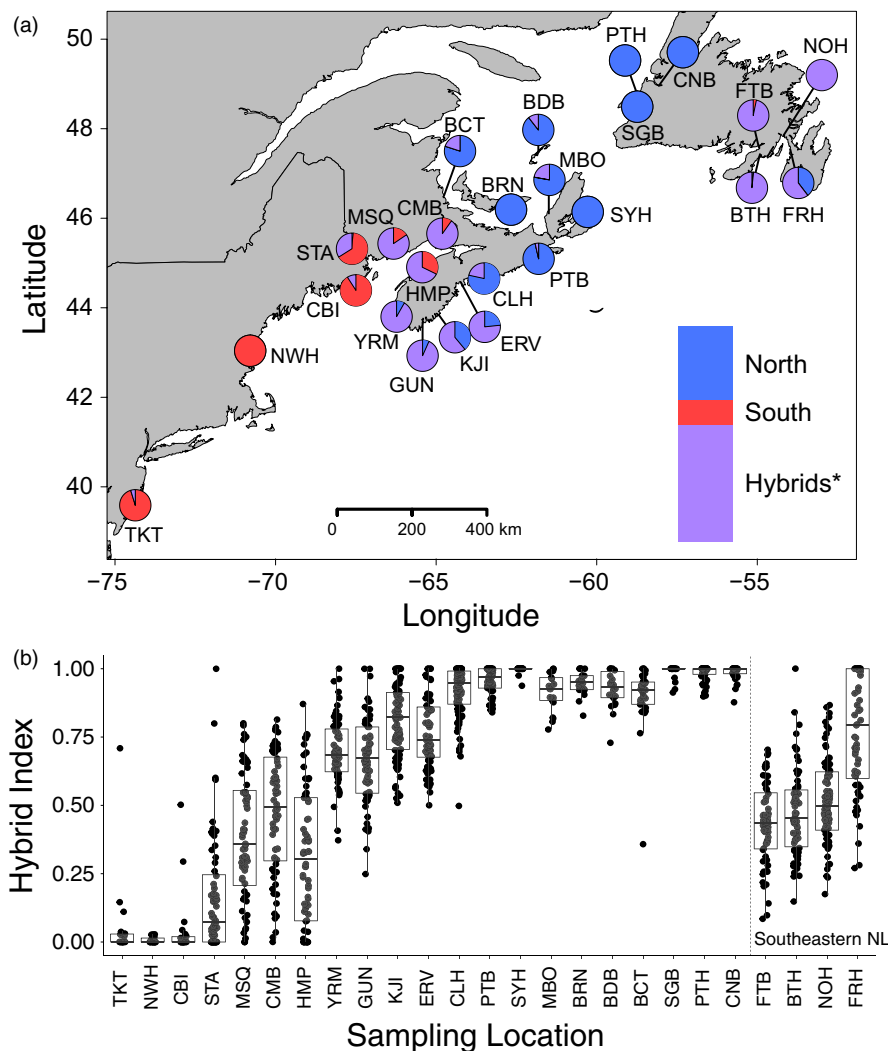 (a)
50
48
46
44
42
40
Latitude
PTH
NOH
CNB
FTB
BDB
BCT
SGB
MBO
BRN
CMB
MSQ
SYH
BTH
FRH
STA
PTB
HMP*
CLH
CBI
YRM
ERV
KJI
NWH
GUN
North
South
Hybrids*
TKT
0 200 400 km
−75 −70 −65 −60 −55
Longitude
(b)
1.00
0.75
0.50
0.25
0.00
Hybrid Index
Southeastern NL
TKT NWH CBI STA MSQ CMB HMP YRM GUN KJI ERV CLH PTB SYH MBO BRN BDB BCT SGB PTH CNB FTB BTH NOH FRH
Sampling Location